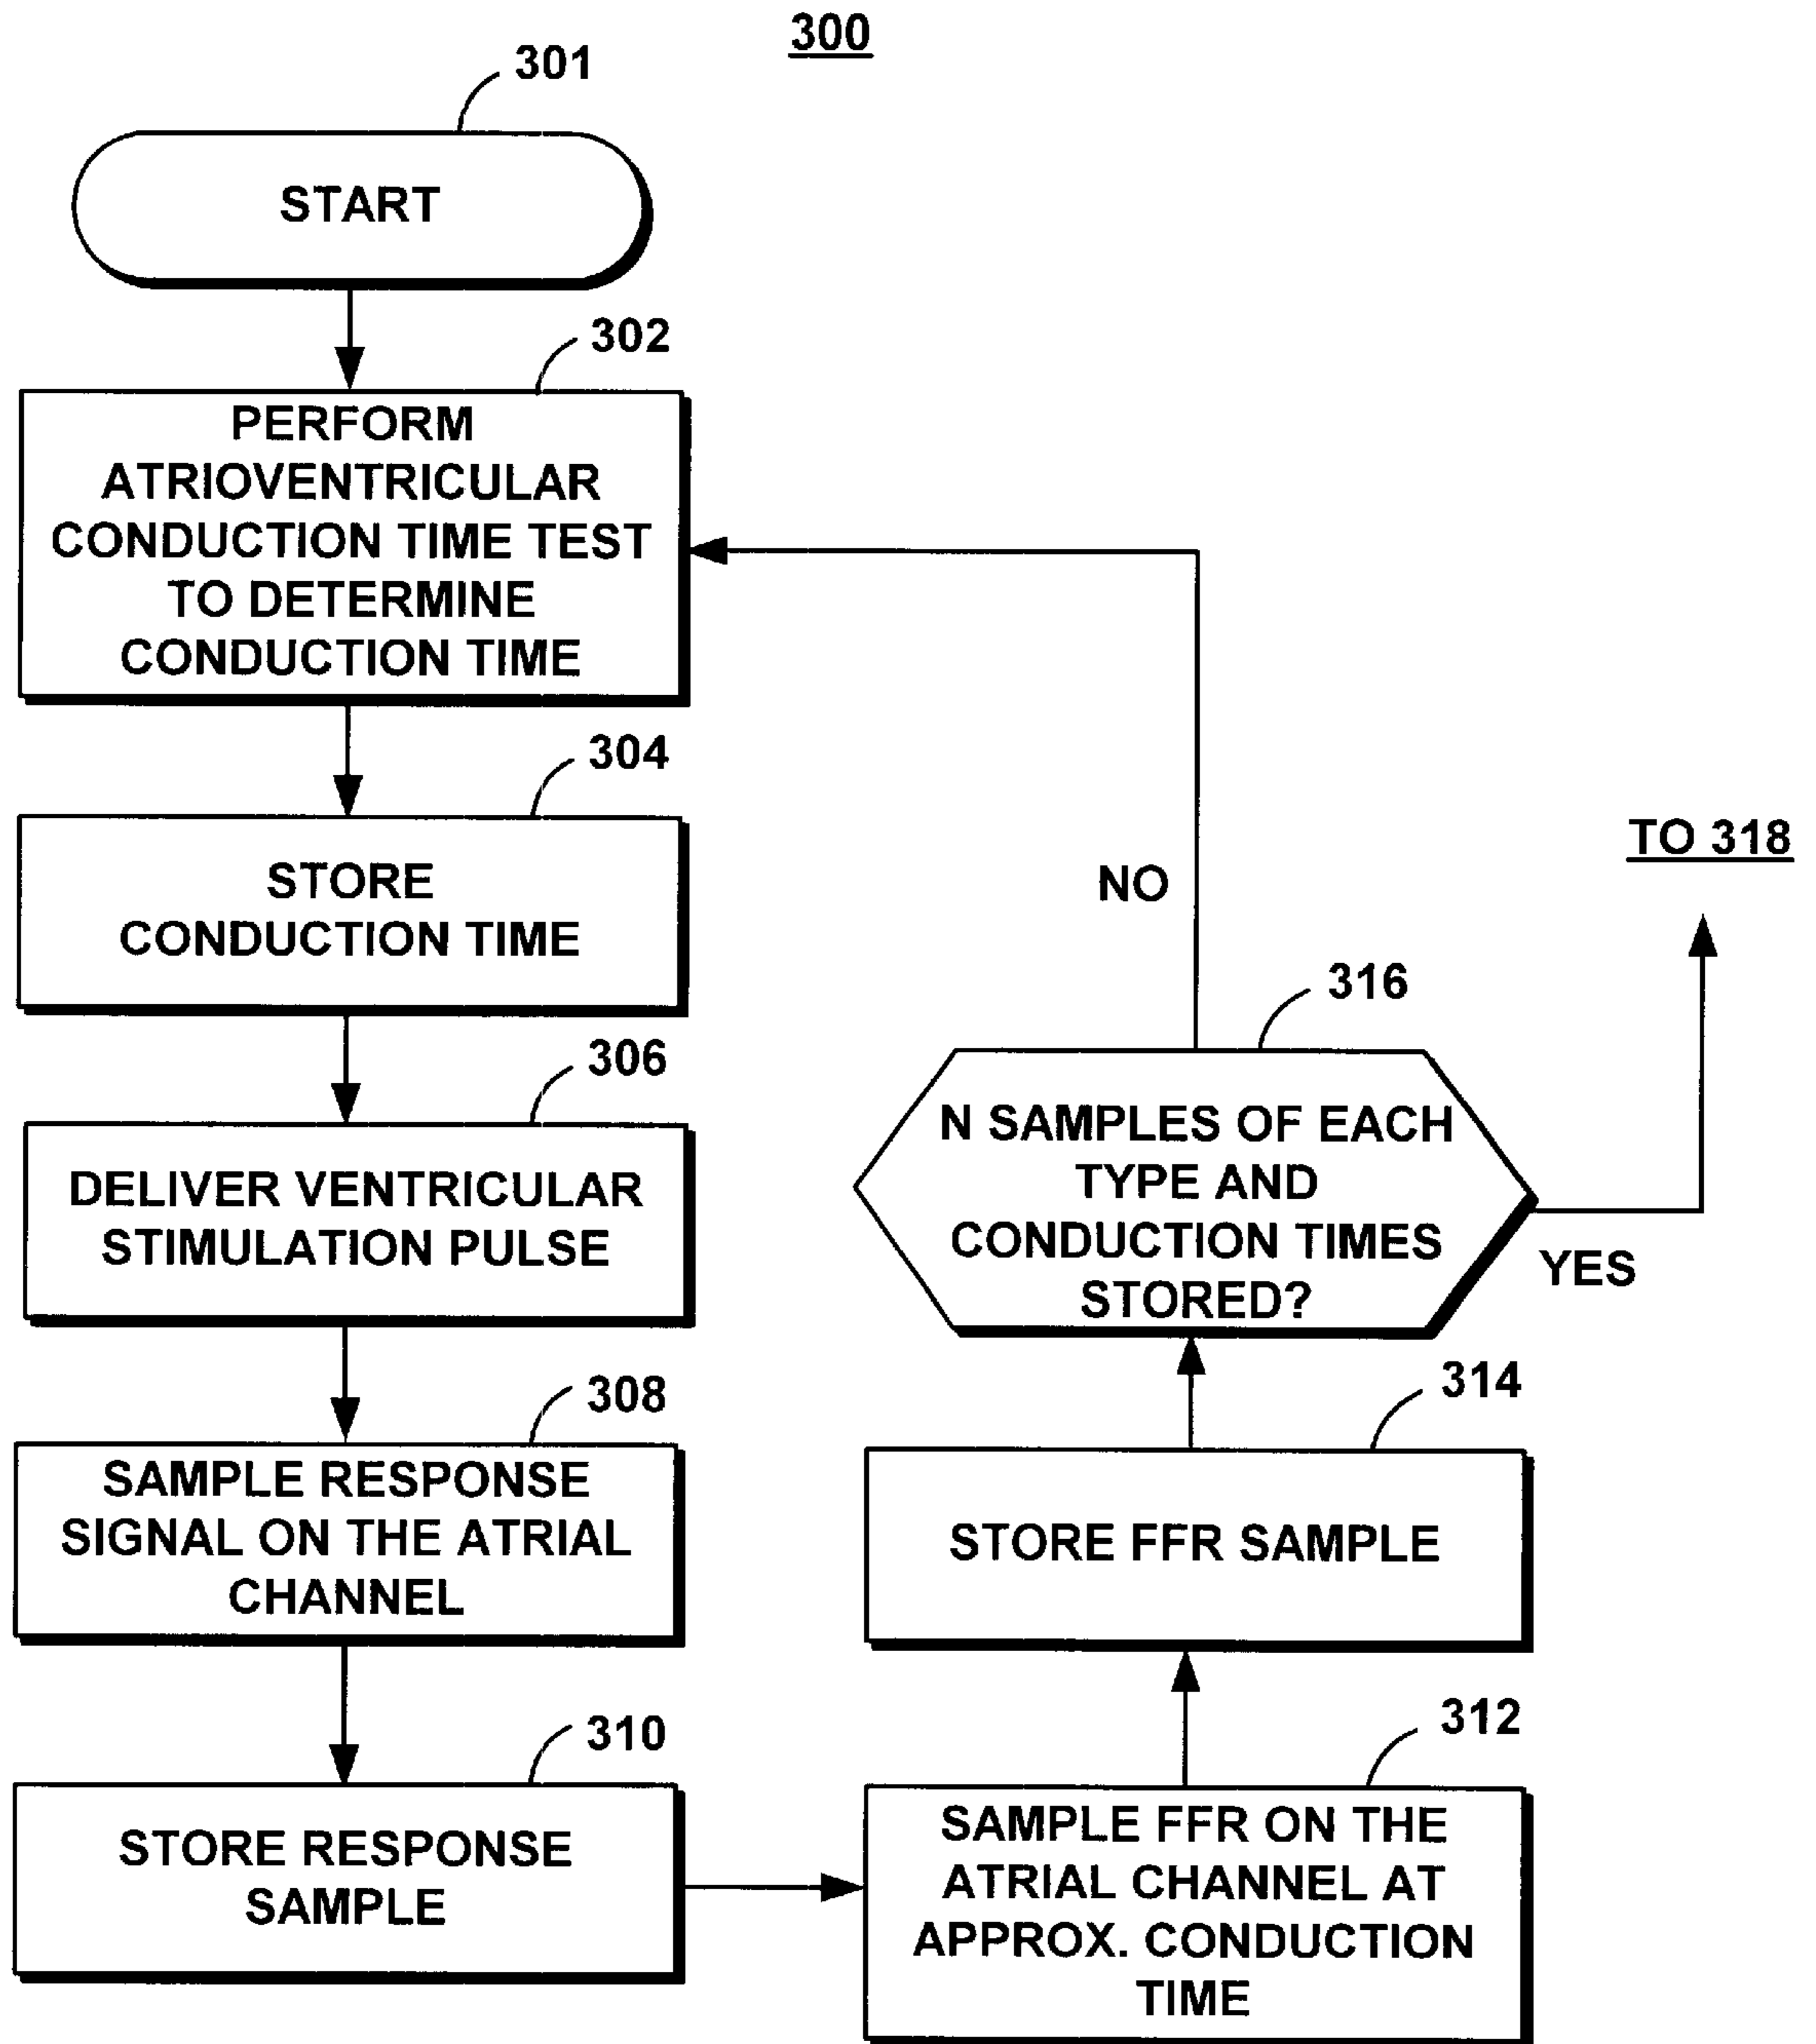 300
301
START
302
PERFORM
ATRIOVENTRICULAR
CONDUCTION TIME TEST
TO DETERMINE
CONDUCTION TIME
304
STORE
CONDUCTION TIME
306
DELIVER VENTRICULAR
STIMULATION PULSE
308
SAMPLE RESPONSE
SIGNAL ON THE ATRIAL
CHANNEL
310
STORE RESPONSE
SAMPLE
312
SAMPLE FFR ON THE
ATRIAL CHANNEL AT
APPROX. CONDUCTION
TIME
314
STORE FFR SAMPLE
316
N SAMPLES OF EACH
TYPE AND
CONDUCTION TIMES
STORED?
NO
YES
TO 318